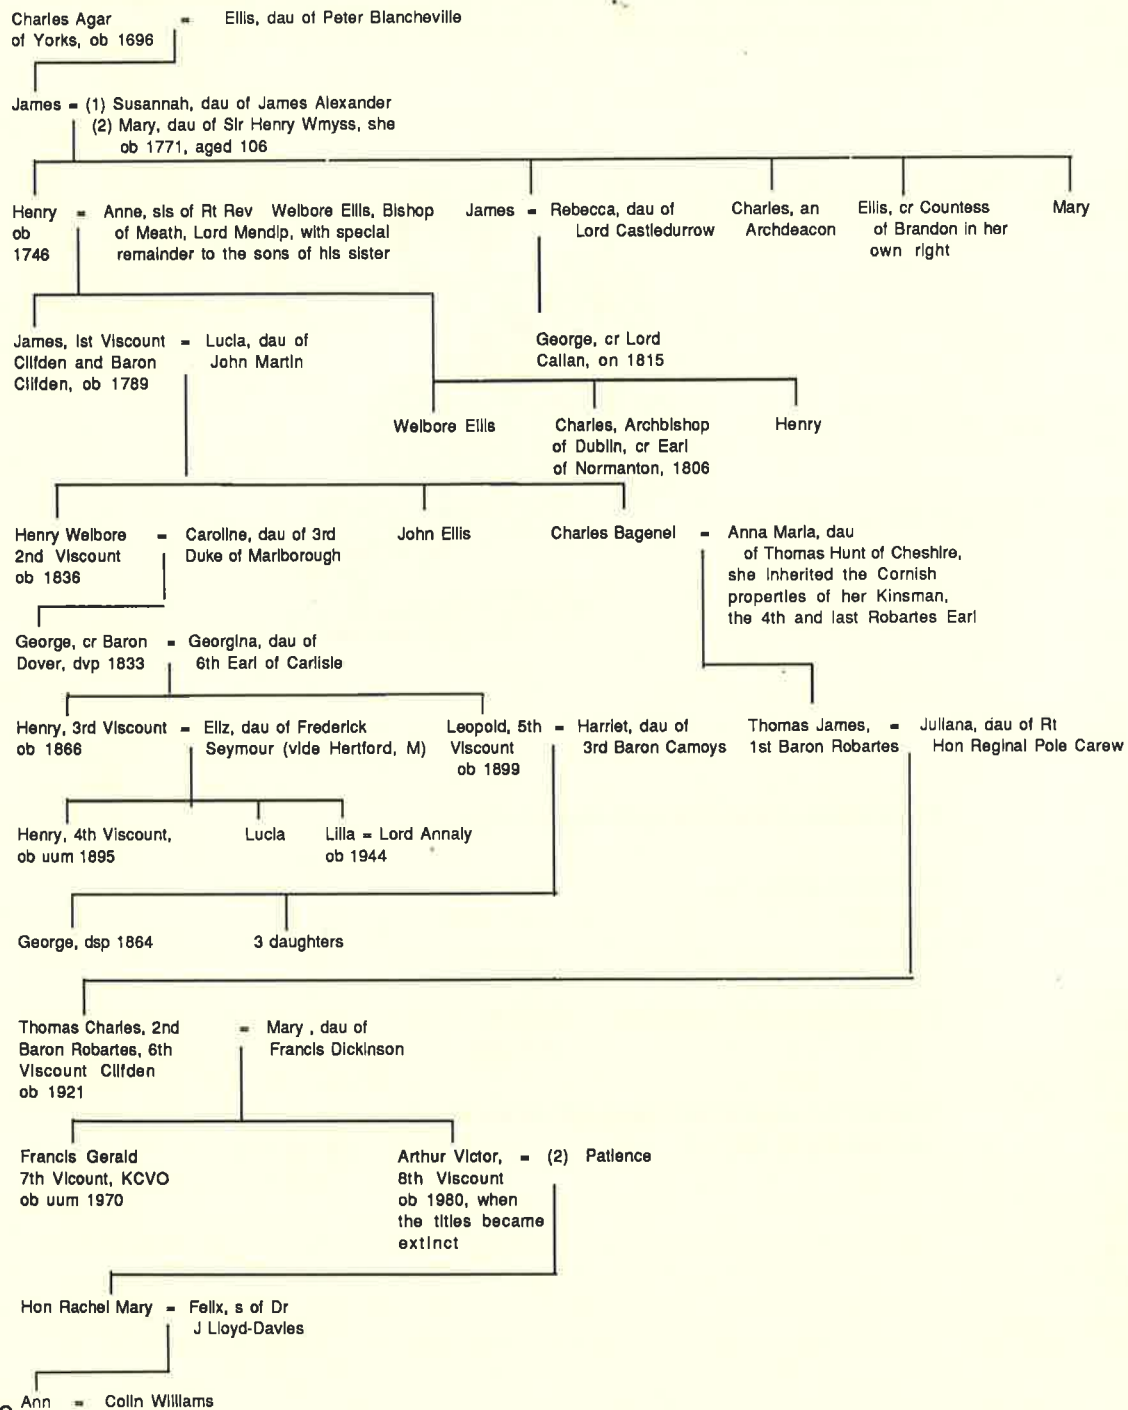 Charles Agar = Ellis, dau of Peter Blancheville
of Yorks, ob 1696
James = (1) Susannah, dau of James Alexander
(2) Mary, dau of Sir Henry Wmyss, she
ob 1771, aged 106
Henry = Anne, sis of Rt Rev Welbore Ellis, Bishop
ob of Meath, Lord Mendip, with special
1746 remainder to the sons of his sister
James = Rebecca, dau of
Lord Castledurrow
Charles, an
Archdeacon
Ellis, cr Countess
of Brandon in her
own right
Mary
James, Ist Viscount = Lucia, dau of
Clifden and Baron John Martin
Clifden, ob 1789
George, cr Lord
Callan, on 1815
Welbore Ellis
Charles, Archbishop
of Dublin, cr Earl
of Normanton, 1806
Henry
Henry Welbore = Caroline, dau of 3rd
2nd Viscount Duke of Marlborough
ob 1836
John Ellis
Charles Bagenel = Anna Maria, dau
of Thomas Hunt of Cheshire,
she inherited the Cornish
properties of her Kinsman,
the 4th and last Robartes Earl
George, cr Baron = Georgina, dau of
Dover, dvp 1833 6th Earl of Carlisle
Henry, 3rd Viscount = Eliz, dau of Frederick
ob 1866 Seymour (vide Hertford, M)
Leopold, 5th = Harriet, dau of
Viscount 3rd Baron Camoys
ob 1899
Thomas James, = Juliana, dau of Rt
1st Baron Robartes Hon Reginal Pole Carew
Henry, 4th Viscount,
ob uum 1895
Lucia
Lilla = Lord Annaly
ob 1944
George, dsp 1864
3 daughters
Thomas Charles, 2nd = Mary , dau of
Baron Robartes, 6th Francis Dickinson
Viscount Clifden
ob 1921
Francis Gerald
7th Vicount, KCVO
ob uum 1970
Arthur Victor, = (2) Patience
8th Viscount
ob 1980, when
the titles became
extinct
Hon Rachel Mary = Felix, s of Dr
J Lloyd-Davies
Ann = Colin Williams